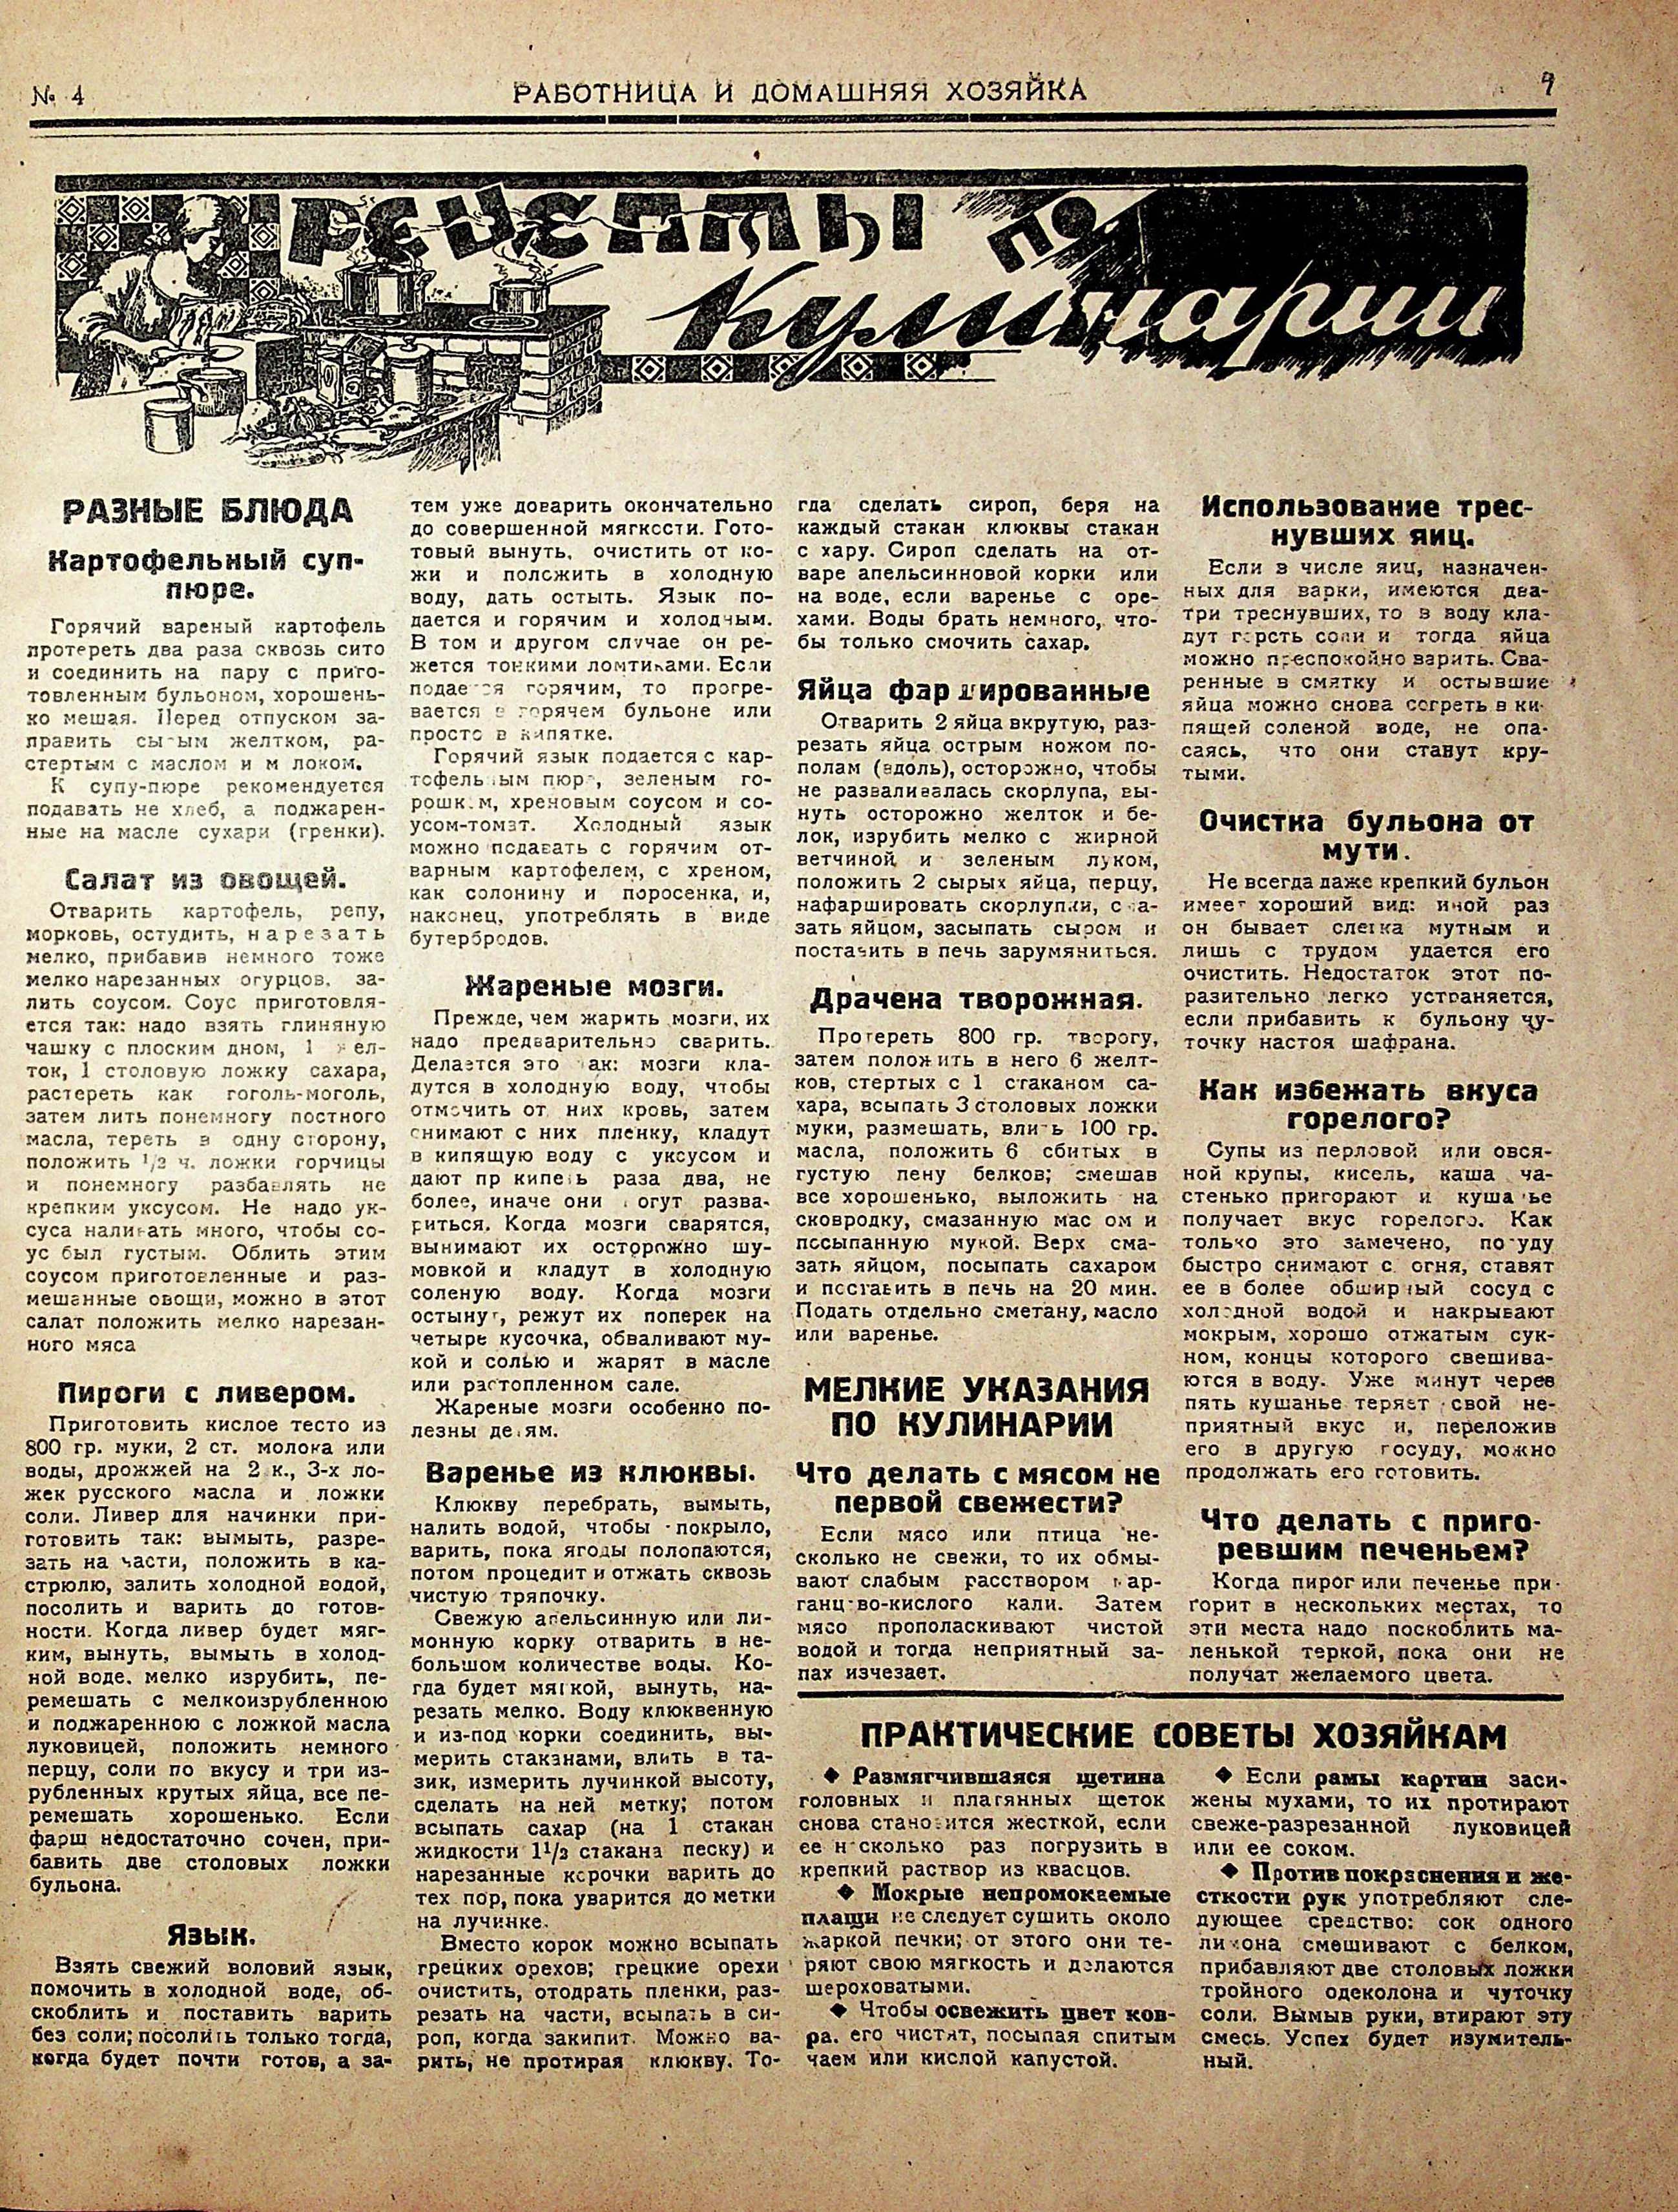 № 4
РАБОТНИЦА И ДОМАШНЯЯ ХОЗЯЙКА
9
Рецепты по
кулинарии
РАЗНЫЕ БЛЮДА
Картофельный суп-
пюре.
Горячий вареный картофель
протереть два раза сквозь сито
и соединить на пару с приго-
товленным бульоном, хорошень-
ко мешая. Перед отпуском за-
править сырым желтком, ра-
стертым с маслом и молоком.
К супу-пюре рекомендуется
подавать не хлеб, а поджарен-
ные на масле сухари (гренки).
Салат из овощей.
Отварить картофель, репу,
морковь, остудить, нарезать
мелко, прибавив немного тоже
мелко нарезанных огурцов, за-
лить соусом. Соус приготовля-
ется так: надо взять глиняную
чашку с плоским дном, 1 жел-
ток, 1 столовую ложку сахара,
растереть как гоголь-моголь,
затем лить понемногу постного
масла, тереть в одну сторону,
положить ½ ч. ложки горчицы
и понемногу разбавлять не
крепким уксусом. Не надо ук-
суса наливать много, чтобы со-
ус был густым. Облить этим
соусом приготовленные и раз-
мешанные овощи, можно в этот
салат положить мелко нарезан-
ного мяса
Пироги с ливером.
Приготовить кислое тесто из
800 гр. муки, 2 ст. молока или
воды, дрожжей на 2 к., 3-х ло-
жек русского масла и ложки
соли. Ливер для начинки при-
готовить так: вымыть, разре-
зать на части, положить в ка-
стрюлю, залить холодной водой,
посолить и варить до готов-
ности. Когда ливер будет мяг-
ким, вынуть, вымыть в холод-
ной воде, мелко изрубить, пе-
ремешать с мелкоизрубленною
и поджаренною с ложкой масла
луковицей, положить немного
перцу, соли по вкусу и три из-
рубленных крутых яйца, все пе-
ремешать хорошенько. Если
фарш недостаточно сочен, при-
бавить две столовых ложки
бульона.
Язык.
Взять свежий воловий язык,
помочить в холодной воде, об-
скоблить и поставить варить
без соли; посолить только тогда,
когда будет почти готов, а за-
тем уже доварить окончательно
до совершенной мягкости. Гото-
товый вынуть, очистить от ко-
жи и положить в холодную
воду, дать остыть. Язык по-
дается и горячим и холодным.
В том и другом случае он ре-
жется тонкими ломтиками. Если
подается горячим, то прогре-
вается в горячем бульоне или
просто в кипятке.
Горячий язык подается с кар-
тофельным пюре, зеленым го-
рошком, хреновым соусом и со-
усом-томат. Холодный язык
можно подавать с горячим от-
варным картофелем, с хреном,
как солонину и поросенка, и,
наконец, употреблять в виде
бутербродов.
Жареные мозги.
Прежде, чем жарить мозги, их
надо предварительно сварить.
Делается это так: мозги кла-
дутся в холодную воду, чтобы
отмочить от них кровь, затем
снимают с них пленку, кладут
в кипящую воду с уксусом и
дают прокипеть раза два, не
более, иначе они могут разва-
риться. Когда мозги сварятся,
вынимают их осторожно шу-
мовкой и кладут в холодную
соленую воду. Когда мозги
остынут, режут их поперек на
четыре кусочка, обваливают му-
кой и солью и жарят в масле
или растопленном сале.
Жареные мозги особенно по-
лезны детям.
Варенье из клюквы.
Клюкву перебрать, вымыть,
налить водой, чтобы покрыло,
варить, пока ягоды полопаются,
потом процедит и отжать сквозь
чистую тряпочку.
Свежую апельсинную или ли-
монную корку отварить в не-
большом количестве воды. Ко-
гда будет мягкой, вынуть, на-
резать мелко. Воду клюквенную
и из-под корки соединить, вы-
мерить стаканами, влить в та-
зик, измерить лучинкой высоту,
сделать на ней метку; потом
всыпать сахар (на 1 стакан
жидкости 1½ стакана песку) и
нарезанные корочки варить до
тех пор, пока уварится до метки
на лучинке.
Вместо корок можно всыпать
грецких орехов; грецкие орехи
очистить, отодрать пленки, раз-
резать на части, всыпать в си-
роп, когда закипит. Можно ва-
рить, не протирая клюкву. То-
гда сделать сироп, беря на
каждый стакан клюквы стакан
сахару. Сироп сделать на от-
варе апельсинновой корки или
на воде, если варенье с оре-
хами. Воды брать немного, что-
бы только смочить сахар.
Яйца фаршированные
Отварить 2 яйца вкрутую, раз-
резать яйца острым ножом по-
полам (вдоль), осторожно, чтобы
не разваливалась скорлупа, вы-
нуть осторожно желток и бе-
лок, изрубить мелко с жирной
ветчиной и зеленым луком,
положить 2 сырых яйца, перцу,
нафаршировать скорлупки, сма-
зать яйцом, засыпать сыром и
поставить в печь зарумяниться.
Драчена творожная.
Протереть 800 гр. творогу,
затем положить в него 6 желт-
ков, стертых с 1 стаканом са-
хара, всыпать 3 столовых ложки
муки, размешать, влить 100 гр.
масла, положить 6 сбитых в
густую пену белков; смешав
все хорошенько, выложить на
сковродку, смазанную маслом и
посыпанную мукой. Верх сма-
зать яйцом, посыпать сахаром
и поставить в печь на 20 мин.
Подать отдельно сметану, масло
или варенье.
МЕЛКИЕ УКАЗАНИЯ
ПО КУЛИНАРИИ
Что делать с мясом не
первой свежести?
Если мясо или птица не-
сколько не свежи, то их обмы-
вают слабым расствором мар-
ганцево-кислого кали. Затем
мясо прополаскивают чистой
водой и тогда неприятный за-
пах изчезает.
Использование трес-
нувших яиц.
Если в числе яиц, назначен-
ных для варки, имеются два-
три треснувших, то в воду кла-
дут горсть соли и тогда яйца
можно преспокойно варить. Сва-
ренные в смятку и остывшие
яйца можно снова согреть в ки-
пящей соленой воде, не опа-
саясь, что они станут кру-
тыми.
Очистка бульона от
мути.
Не всегда даже крепкий бульон
имеет хороший вид: иной раз
он бывает слегка мутным и
лишь с трудом удается его
очистить. Недостаток этот по-
разительно легко устраняется,
если прибавить к бульону чу-
точку настоя шафрана.
Как избежать вкуса
горелого?
Супы из перловой или овся-
ной крупы, кисель, каша ча-
стенько пригорают и кушанье
получает вкус горелого. Как
только это замечено, посуду
быстро снимают с огня, ставят
ее в более обширный сосуд с
холодной водой и накрывают
мокрым, хорошо отжатым сук-
ном, концы которого свешива-
ются в воду. Уже минут через
пять кушанье теряет свой не-
приятный вкус и, переложив
его в другую посуду, можно
продолжать его готовить.
Что делать с приго-
ревшим печеньем?
Когда пирог или печенье при-
горит в нескольких местах, то
эти места надо поскоблить ма-
ленькой теркой, пока они не
получат желаемого цвета.
ПРАКТИЧЕСКИЕ СОВЕТЫ ХОЗЯЙКАМ
◆ Размягчившаяся щетина
головных и платянных щеток
снова становится жесткой, если
ее несколько раз погрузить в
крепкий раствор из квасцов.
◆ Мокрые непромокаемые
плащи не следует сушить около
жаркой печки; от этого они те-
ряют свою мягкость и делаются
шероховатыми.
◆ Чтобы освежить цвет ков-
ра, его чистят, посыпая спитым
чаем или кислой капустой.
◆ Если рамы картин заси-
жены мухами, то их протирают
свеже-разрезанной луковицей
или ее соком.
◆ Против покраснения и же-
сткости рук употребляют сле-
дующее средство: сок одного
лимона смешивают с белком,
прибавляют две столовых ложки
тройного одеколона и чуточку
соли. Вымыв руки, втирают эту
смесь. Успех будет изумитель-
ный.